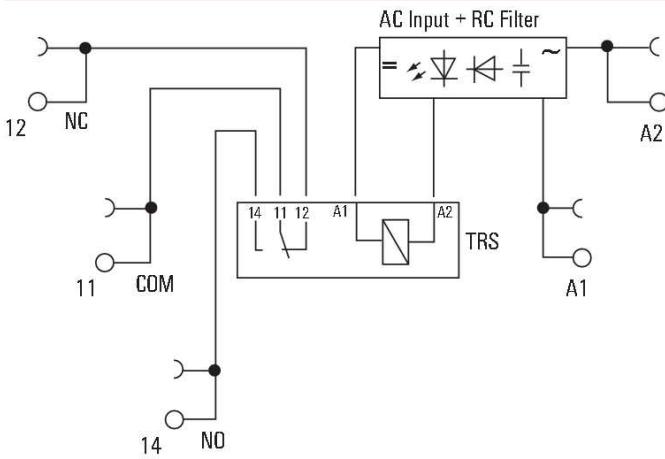 AC Input + RC Filter
= ~
12 NC
A2
14 11 12 A1 A2
TRS
11 COM
A1
14 NO